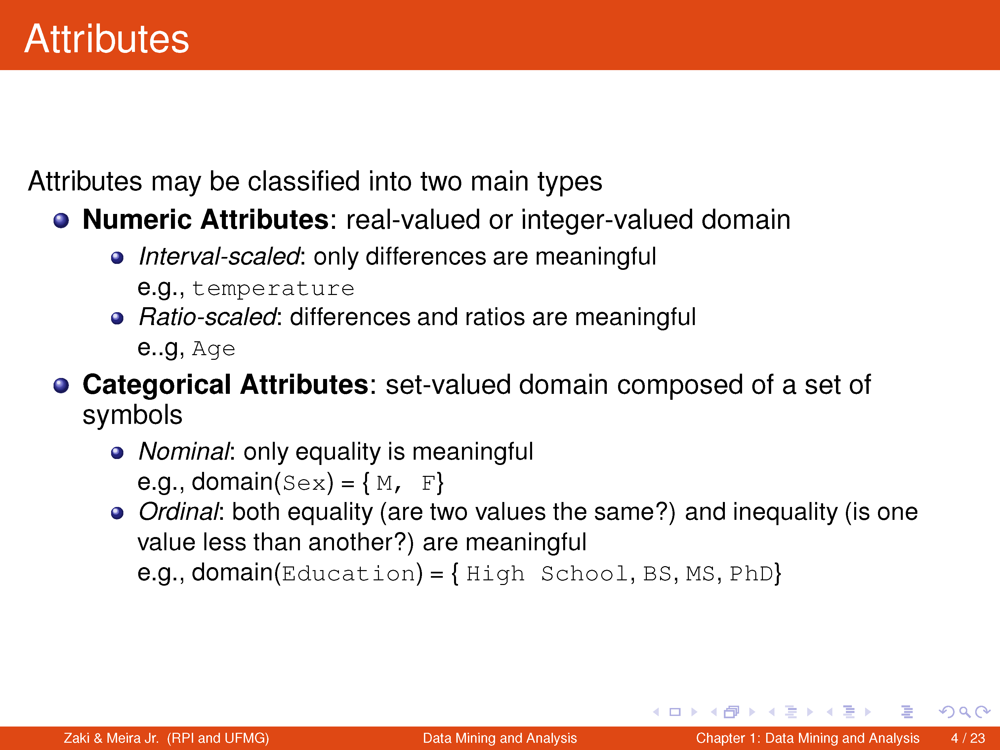 Attributes
Attributes may be classified into two main types
Numeric Attributes: real-valued or integer-valued domain
Interval-scaled: only differences are meaningful
e.g., temperature
Ratio-scaled: differences and ratios are meaningful
e..g, Age
Categorical Attributes: set-valued domain composed of a set of
symbols
Nominal: only equality is meaningful
e.g., domain(Sex) = { M, F}
Ordinal: both equality (are two values the same?) and inequality (is one
value less than another?) are meaningful
e.g., domain(Education) = { High School, BS, MS, PhD}
Zaki & Meira Jr. (RPI and UFMG) Data Mining and Analysis Chapter 1: Data Mining and Analysis 4 / 23